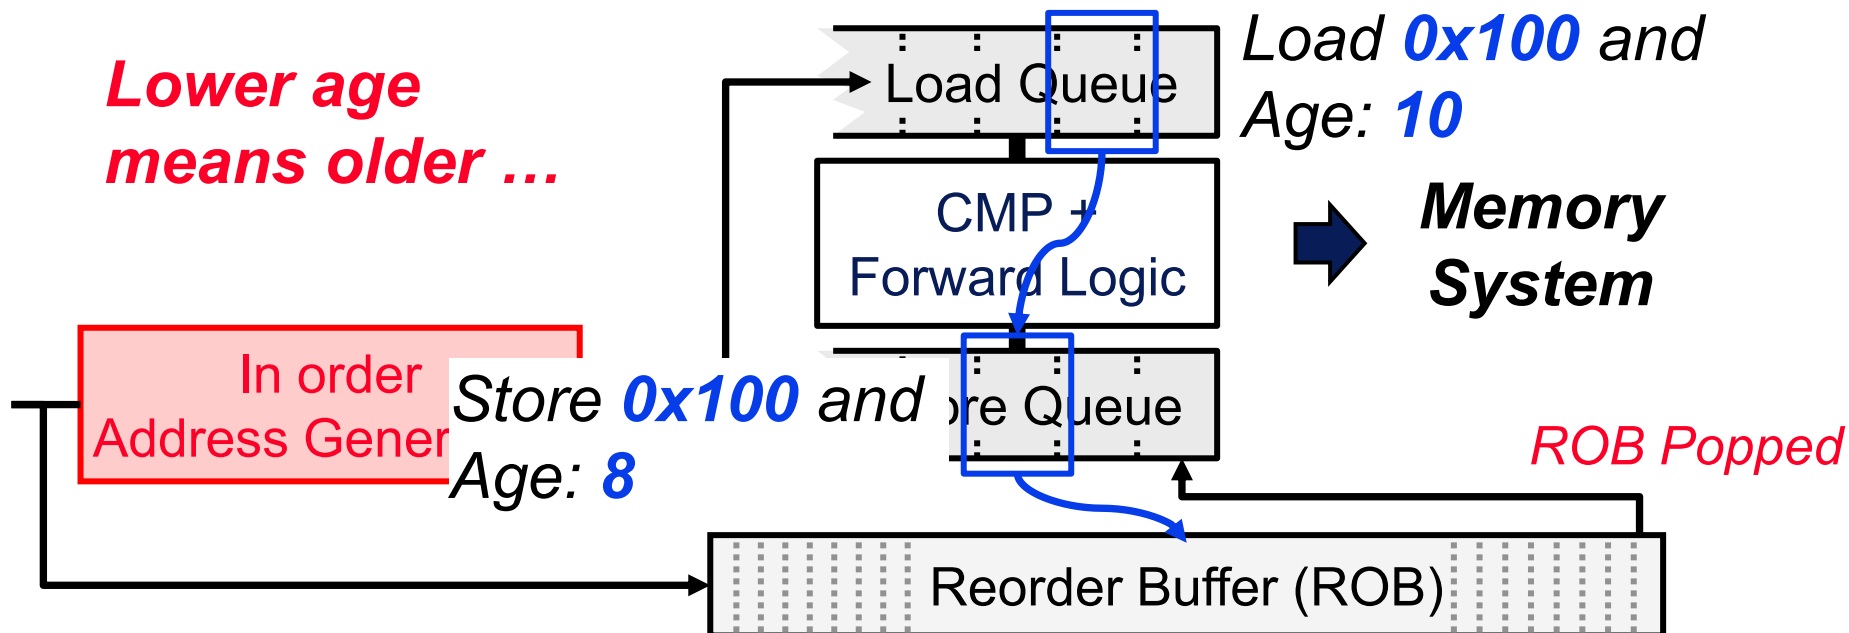 Lower age
means older …
Load Queue
Load 0x100 and
Age: 10
CMP +
Forward Logic
Memory
System
In order
Address Gener
Store 0x100 and
Age: 8
ore Queue
ROB Popped
Reorder Buffer (ROB)